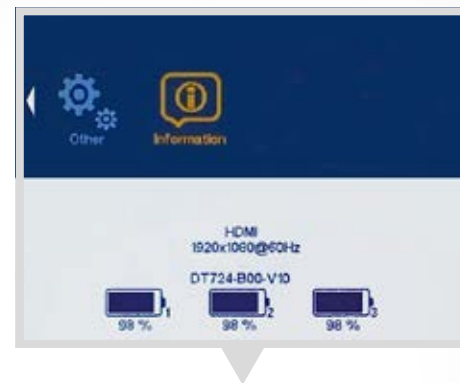 Other Information
HDMI
1920x1080@60Hz
DT724-B00-V10
1 2 3
98 % 98 % 98 %